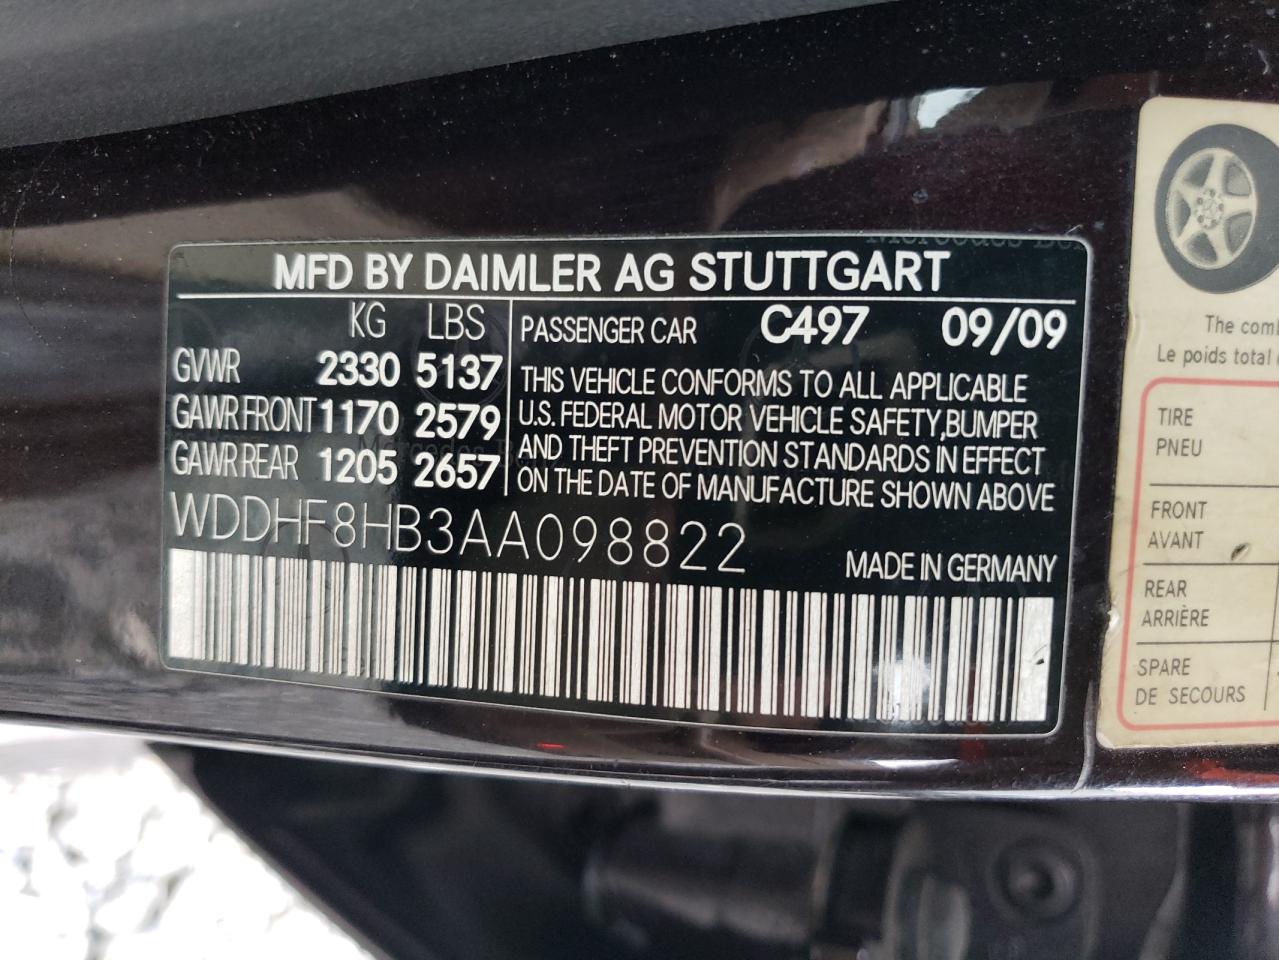 MFD BY DAIMLER AG STUTTGART
KG LBS
GVWR 2330 5137
GAWR FRONT 1170 2579
GAWR REAR 1205 2657
PASSENGER CAR C497 09/09
THIS VEHICLE CONFORMS TO ALL APPLICABLE
U.S. FEDERAL MOTOR VEHICLE SAFETY,BUMPER
AND THEFT PREVENTION STANDARDS IN EFFECT
ON THE DATE OF MANUFACTURE SHOWN ABOVE
WDDHF8HB3AA098822
MADE IN GERMANY
The
Le poids total
TIRE
PNEU
FRONT
AVANT
REAR
ARRIÈRE
SPARE
DE SECOURS